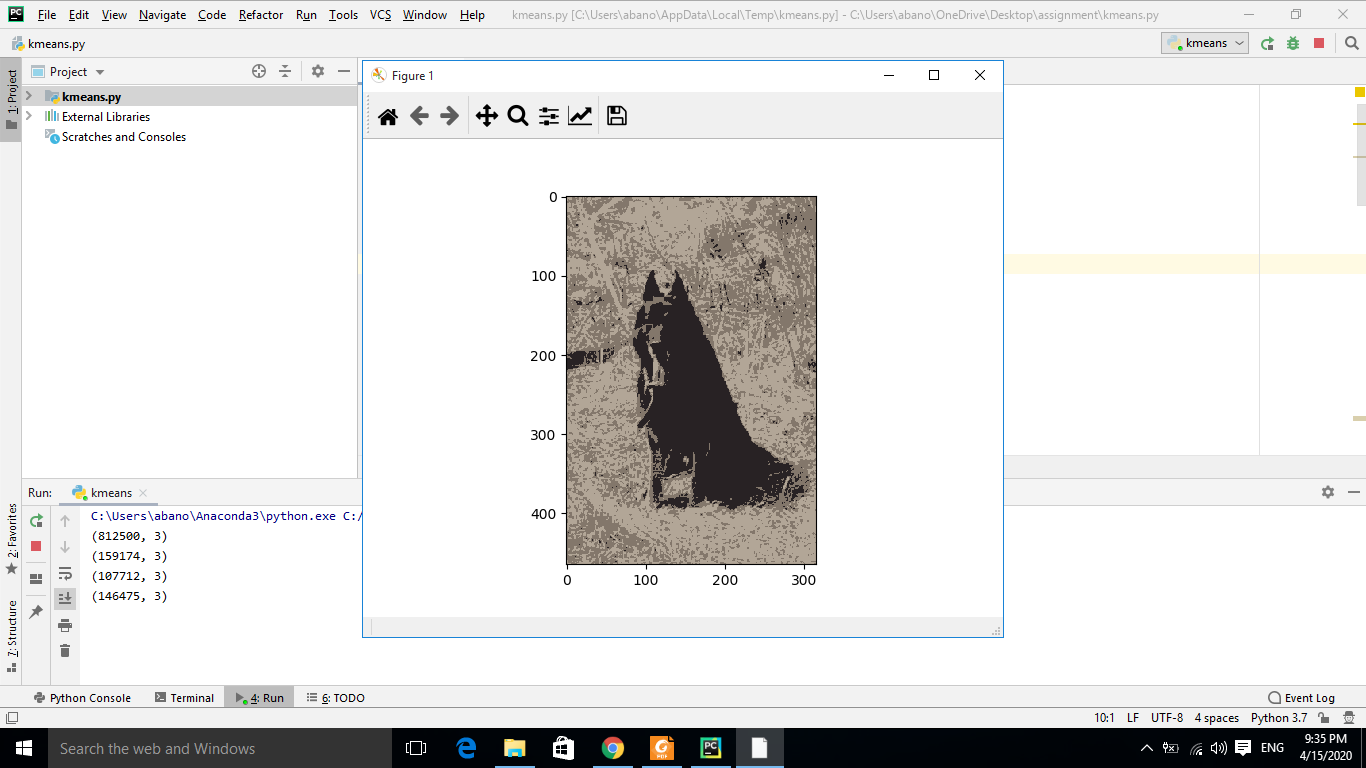 PC File Edit View Navigate Code Refactor Run Tools VCS Window Help kmeans.py [C:\Users\abano\AppData\Local\Temp\kmeans.py] - C:\Users\abano\OneDrive\Desktop\assignment\kmeans.py
kmeans.py
kmeans
1: Project
Project
kmeans.py
External Libraries
Scratches and Consoles
Figure 1
0
100
200
300
400
0 100 200 300
2: Favorites
7: Structure
Run: kmeans
C:\Users\abano\Anaconda3\python.exe C:/
(812500, 3)
(159174, 3)
(107712, 3)
(146475, 3)
Python Console Terminal 4: Run 6: TODO Event Log
10:1 LF UTF-8 4 spaces Python 3.7
Search the web and Windows
PDF
PC
ENG
9:35 PM
4/15/2020